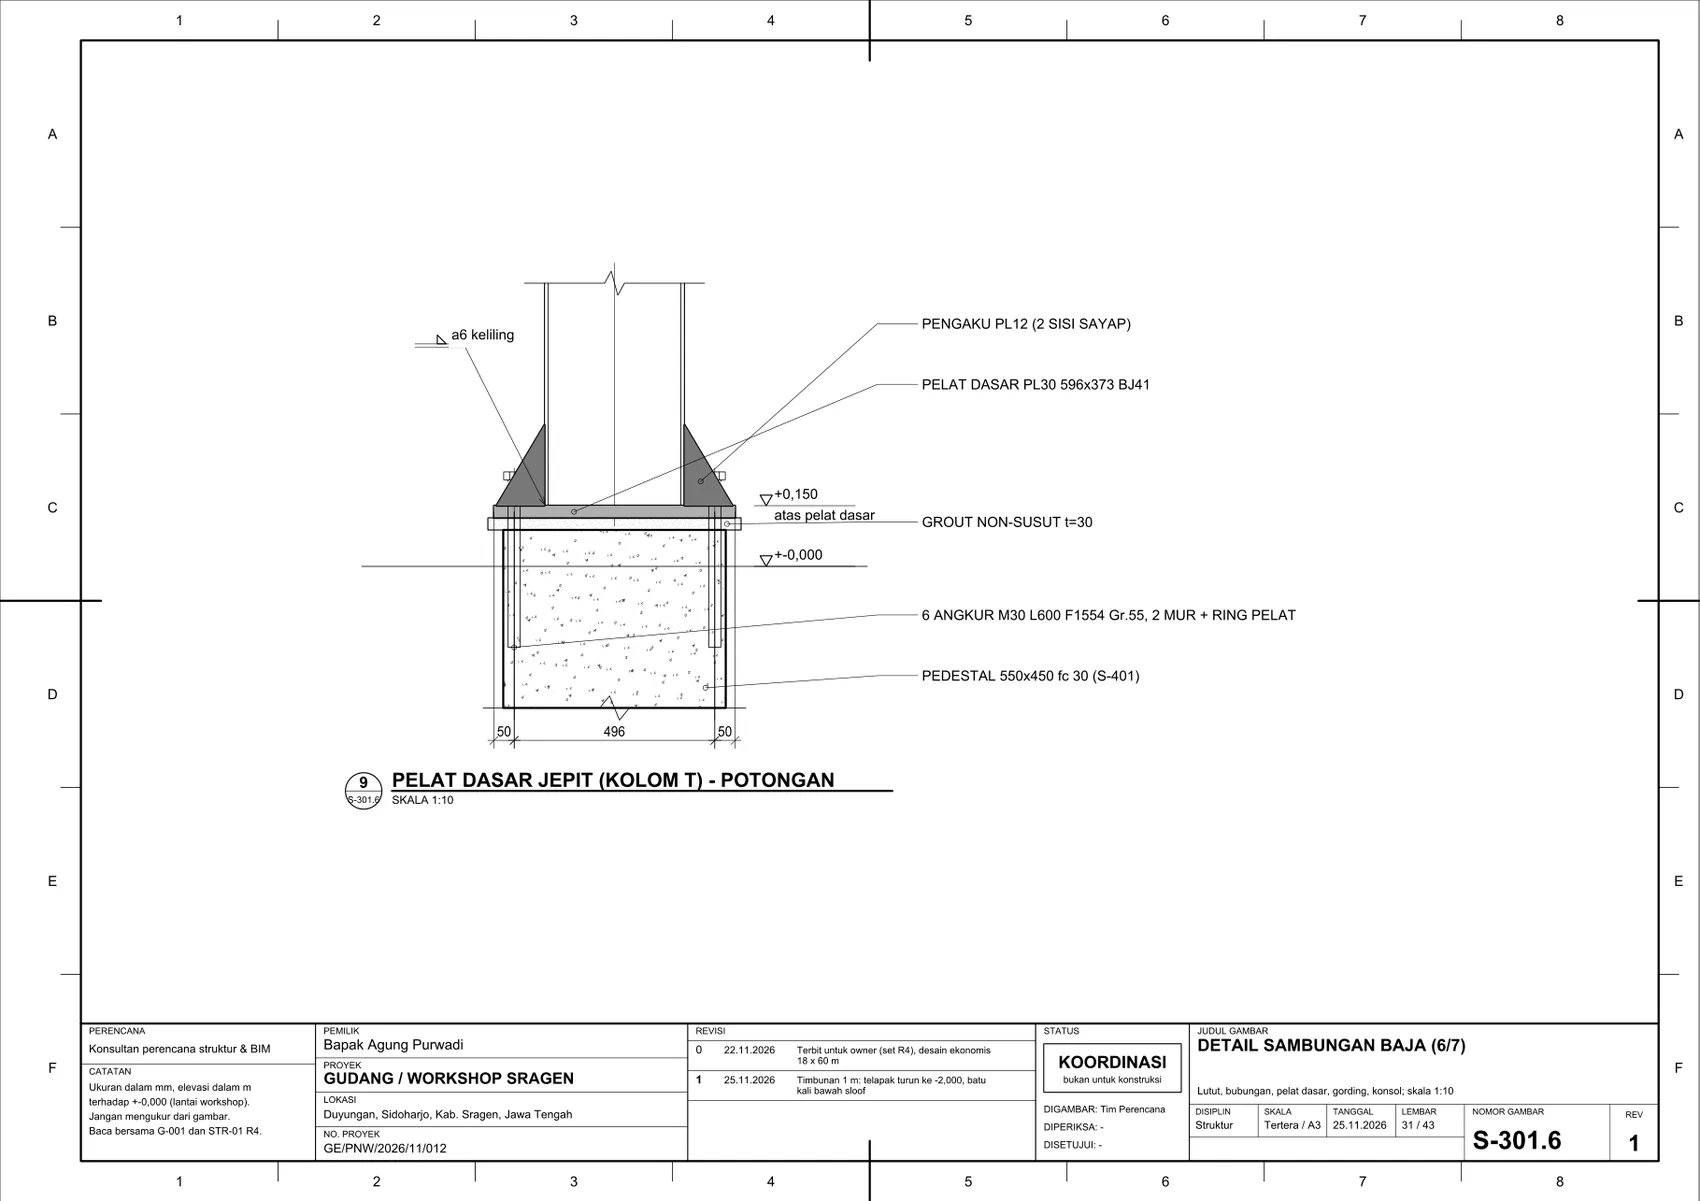 1 2 3 4 5 6 7 8
A A
B B
C C
D D
E E
F F
a6 keliling
PENGAKU PL12 (2 SISI SAYAP)
PELAT DASAR PL30 596x373 BJ41
+0,150
atas pelat dasar
GROUT NON-SUSUT t=30
+-0,000
6 ANGKUR M30 L600 F1554 Gr.55, 2 MUR + RING PELAT
PEDESTAL 550x450 fc 30 (S-401)
50 496 50
9
S-301.6
PELAT DASAR JEPIT (KOLOM T) - POTONGAN
SKALA 1:10
PERENCANA
Konsultan perencana struktur & BIM
CATATAN
Ukuran dalam mm, elevasi dalam m
terhadap +-0,000 (lantai workshop).
Jangan mengukur dari gambar.
Baca bersama G-001 dan STR-01 R4.
PEMILIK
Bapak Agung Purwadi
PROYEK
GUDANG / WORKSHOP SRAGEN
LOKASI
Duyungan, Sidoharjo, Kab. Sragen, Jawa Tengah
NO. PROYEK
GE/PNW/2026/11/012
REVISI
0 22.11.2026 Terbit untuk owner (set R4), desain ekonomis
18 x 60 m
1 25.11.2026 Timbunan 1 m: telapak turun ke -2,000, batu
kali bawah sloof
STATUS
KOORDINASI
bukan untuk konstruksi
DIGAMBAR: Tim Perencana
DIPERIKSA: -
DISETUJUI: -
JUDUL GAMBAR
DETAIL SAMBUNGAN BAJA (6/7)
Lutut, bubungan, pelat dasar, gording, konsol; skala 1:10
DISIPLIN
Struktur
SKALA
Tertera / A3
TANGGAL
25.11.2026
LEMBAR
31 / 43
NOMOR GAMBAR
S-301.6
REV
1
1 2 3 4 5 6 7 8